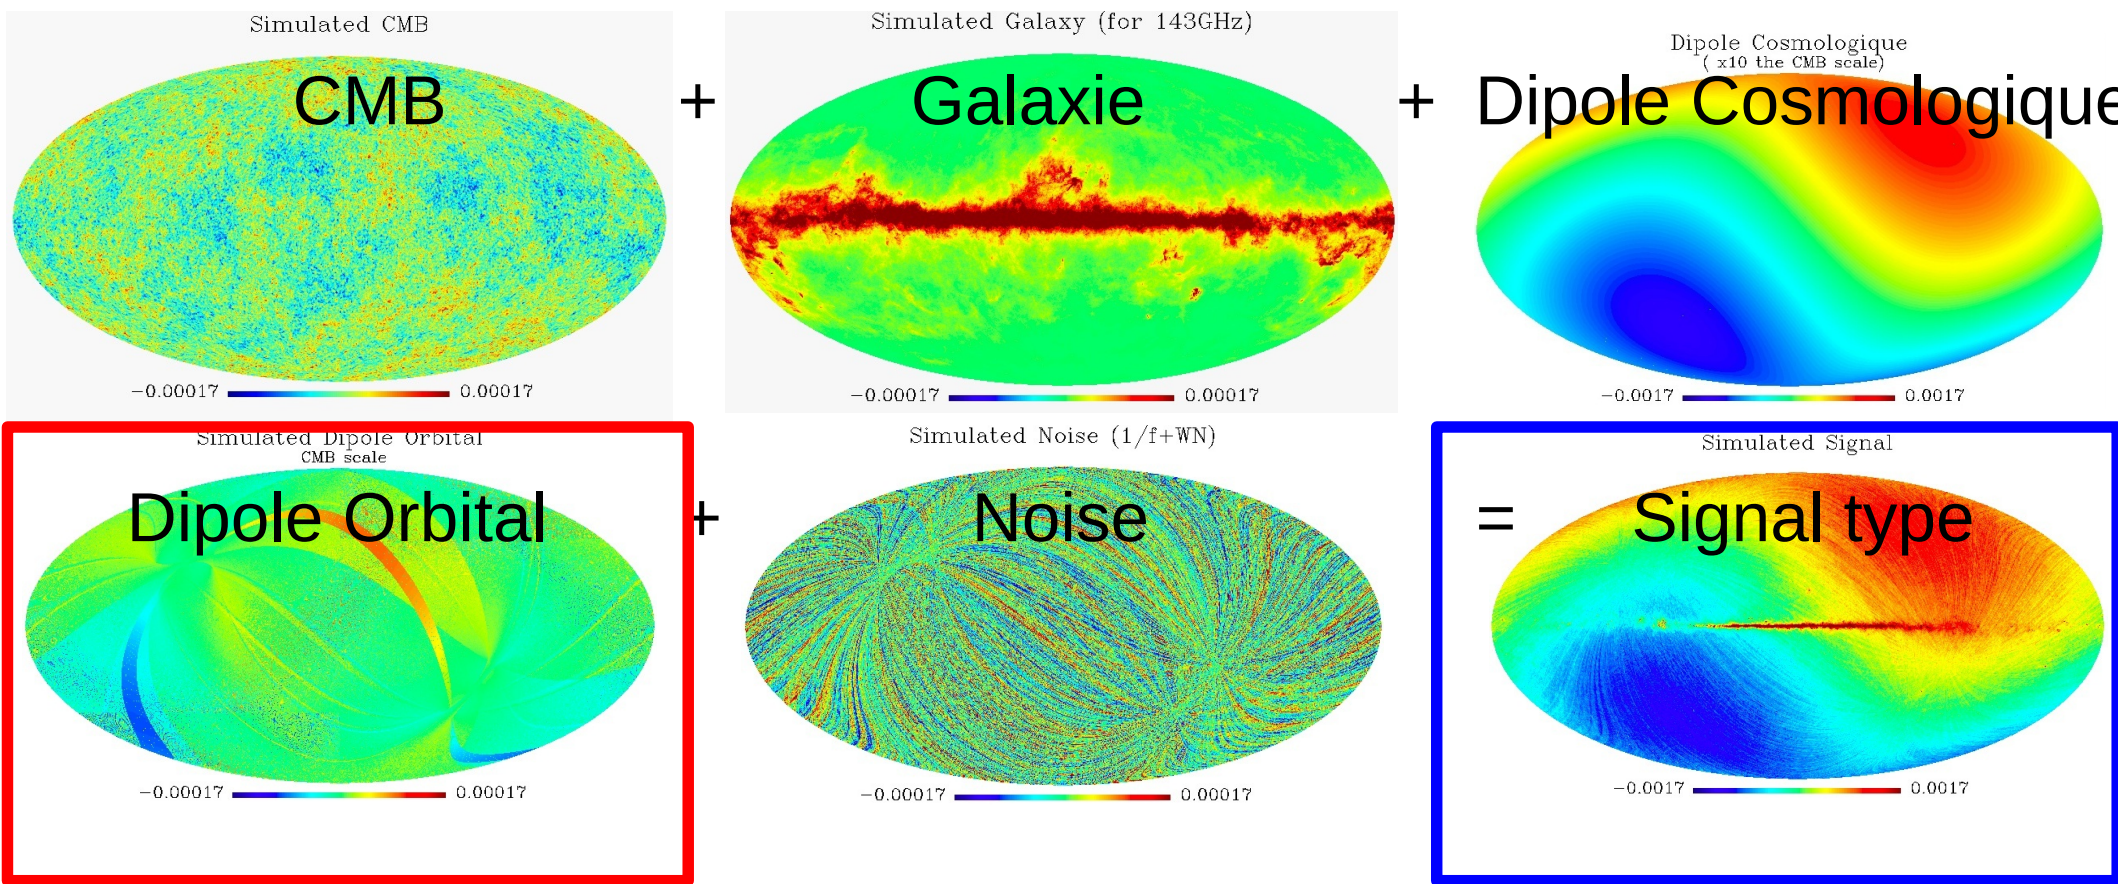 Simulated CMB
CMB
−0.00017 0.00017
+
Simulated Galaxy (for 143GHz)
Galaxie
−0.00017 0.00017
+
Dipole Cosmologique
( x10 the CMB scale)
Dipole Cosmologique
−0.0017 0.0017
Simulated Dipole Orbital
CMB scale
Dipole Orbital
−0.00017 0.00017
+
Simulated Noise (1/f+WN)
Noise
−0.00017 0.00017
=
Simulated Signal
Signal type
−0.0017 0.0017